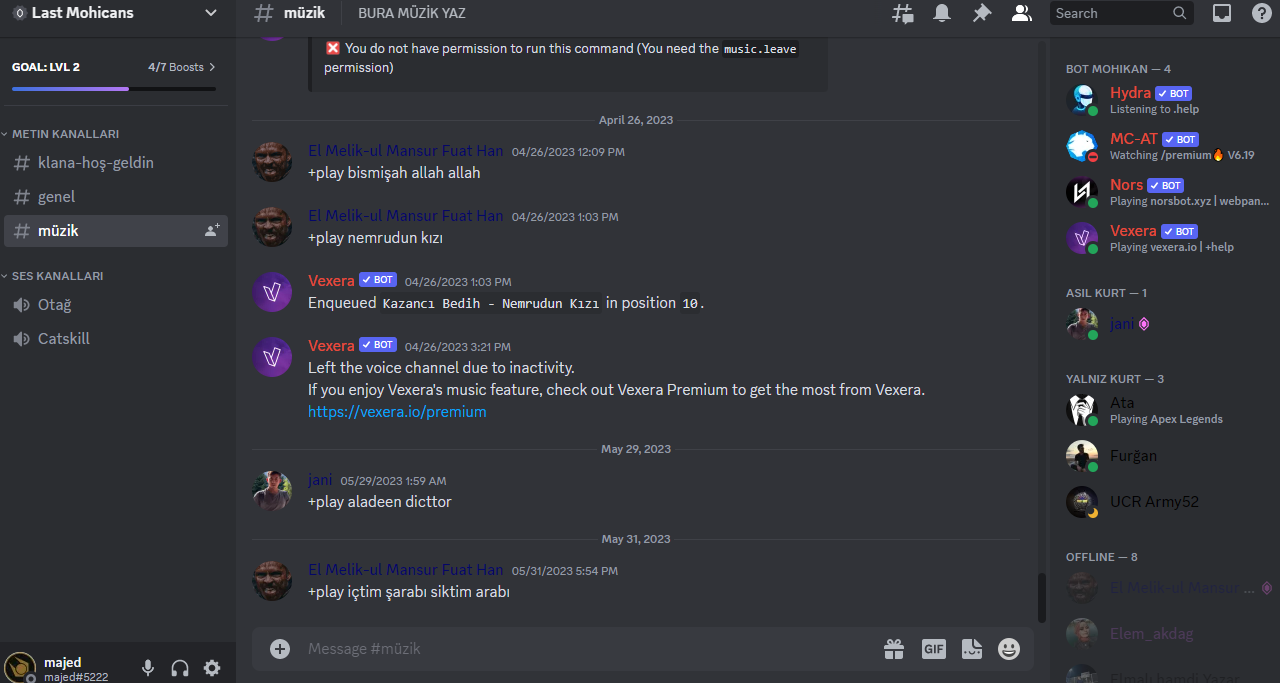 Last Mohicans
müzik
BURA MÜZİK YAZ
Search
GOAL: LVL 2
4/7 Boosts
METIN KANALLARI
klana-hoş-geldin
genel
müzik
SES KANALLARI
Otağ
Catskill
majed
majed#5222
You do not have permission to run this command (You need the music.leave
permission)
April 26, 2023
El Melik-ul Mansur Fuat Han 04/26/2023 12:09 PM
+play bismişah allah allah
El Melik-ul Mansur Fuat Han 04/26/2023 1:03 PM
+play nemrudun kızı
Vexera BOT 04/26/2023 1:03 PM
Enqueued Kazancı Bedih - Nemrudun Kızı in position 10.
Vexera BOT 04/26/2023 3:21 PM
Left the voice channel due to inactivity.
If you enjoy Vexera's music feature, check out Vexera Premium to get the most from Vexera.
https://vexera.io/premium
May 29, 2023
jani 05/29/2023 1:59 AM
+play aladeen dicttor
May 31, 2023
El Melik-ul Mansur Fuat Han 05/31/2023 5:54 PM
+play içtim şarabı siktim arabı
Message #müzik
GIF
BOT MOHIKAN — 4
Hydra BOT
Listening to .help
MC-AT BOT
Watching /premium🔥 V6.19
Nors BOT
Playing norsbot.xyz | webpan...
Vexera BOT
Playing vexera.io | +help
ASIL KURT — 1
jani
YALNIZ KURT — 3
Ata
Playing Apex Legends
Furğan
UCR Army52
OFFLINE — 8
El Melik-ul Mansur ...
Elem_akdag
Elmalı hamdi Yazar